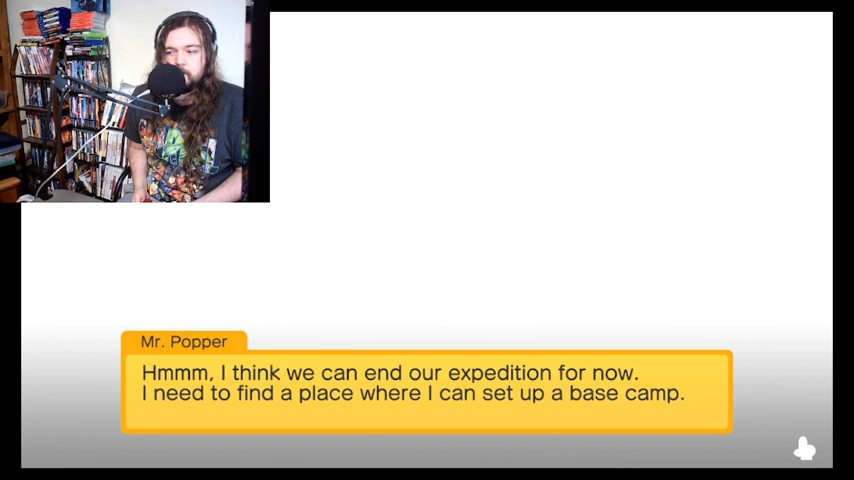 Mr. Popper
Hmmm, I think we can end our expedition for now.
I need to find a place where I can set up a base camp.